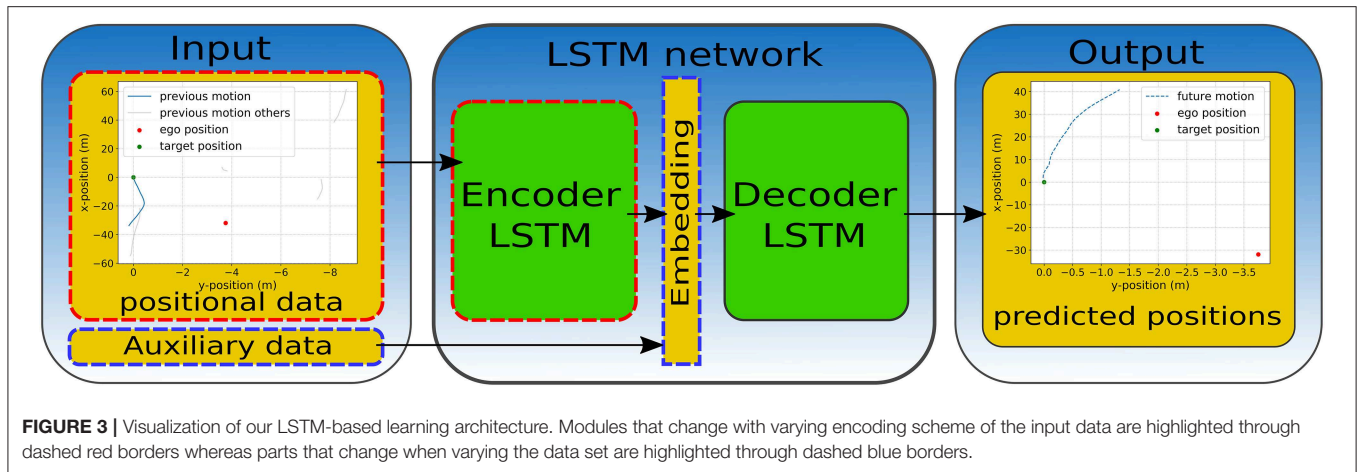 Input
60
40
20
0
−20
−40
−60
x-position (m)
previous motion
previous motion others
ego position
target position
0
−2
−4
−6
−8
y-position (m)
positional data
Auxiliary data
LSTM network
Encoder
LSTM
Embedding
Decoder
LSTM
Output
40
30
20
10
0
−10
−20
−30
x-position (m)
future motion
ego position
target position
0.0
−0.5
−1.0
−1.5
−2.0
−2.5
−3.0
−3.5
y-position (m)
predicted positions
FIGURE 3 | Visualization of our LSTM-based learning architecture. Modules that change with varying encoding scheme of the input data are highlighted through
dashed red borders whereas parts that change when varying the data set are highlighted through dashed blue borders.